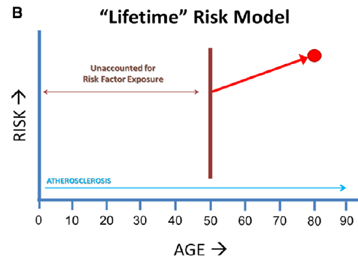 B
“Lifetime” Risk Model
Unaccounted for
Risk Factor Exposure
RISK →
ATHEROSCLEROSIS
0 10 20 30 40 50 60 70 80 90
AGE →